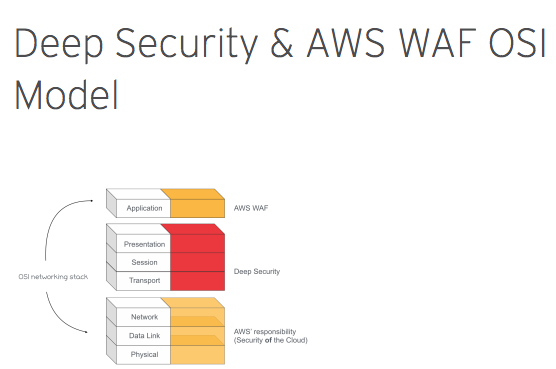 Deep Security & AWS WAF OSI
Model
Application
AWS WAF
Presentation
Session
Transport
Deep Security
OSI networking stack
Network
Data Link
Physical
AWS' responsibility
(Security of the Cloud)